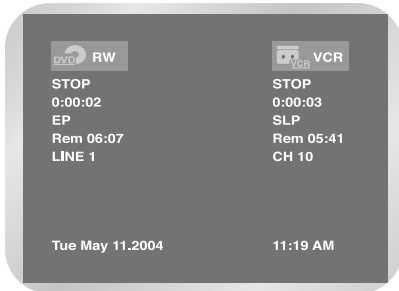 DVD RW
STOP
0:00:02
EP
Rem 06:07
LINE 1
VCR VCR
STOP
0:00:03
SLP
Rem 05:41
CH 10
Tue May 11.2004
11:19 AM